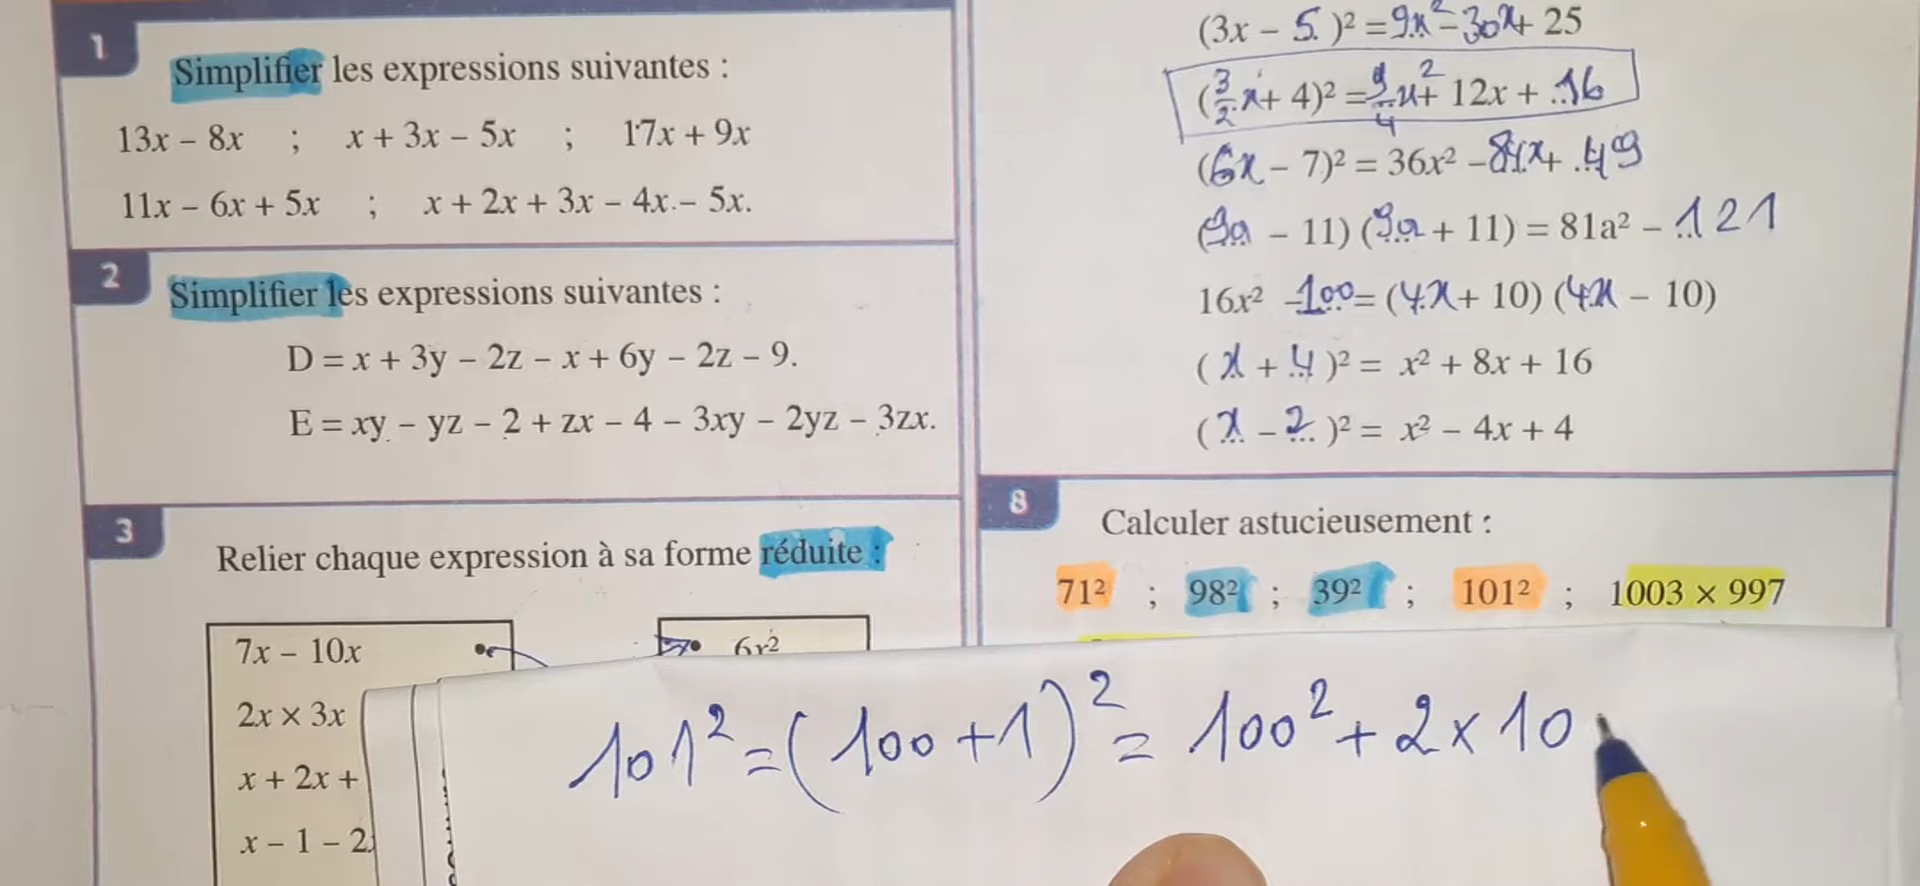 1
Simplifier les expressions suivantes :
13x – 8x ; x + 3x – 5x ; 17x + 9x
11x – 6x + 5x ; x + 2x + 3x – 4x – 5x.
2
Simplifier les expressions suivantes :
D = x + 3y – 2z – x + 6y – 2z – 9.
E = xy – yz – 2 + zx – 4 – 3xy – 2yz – 3zx.
3
Relier chaque expression à sa forme réduite :
7x – 10x
2x × 3x
x + 2x +
x – 1 – 2
6x²
(3x – 5)² = 9x² – 30x + 25
(3/2 x + 4)² = 9/4 x² + 12x + 16
(6x – 7)² = 36x² – 84x + 49
(9a – 11) (9a + 11) = 81a² – 121
16x² – 100 = (4x + 10) (4x – 10)
(x + 4)² = x² + 8x + 16
(x – 2)² = x² – 4x + 4
8
Calculer astucieusement :
71² ; 98² ; 39² ; 101² ; 1003 × 997
101² = (100 + 1)² = 100² + 2 × 10